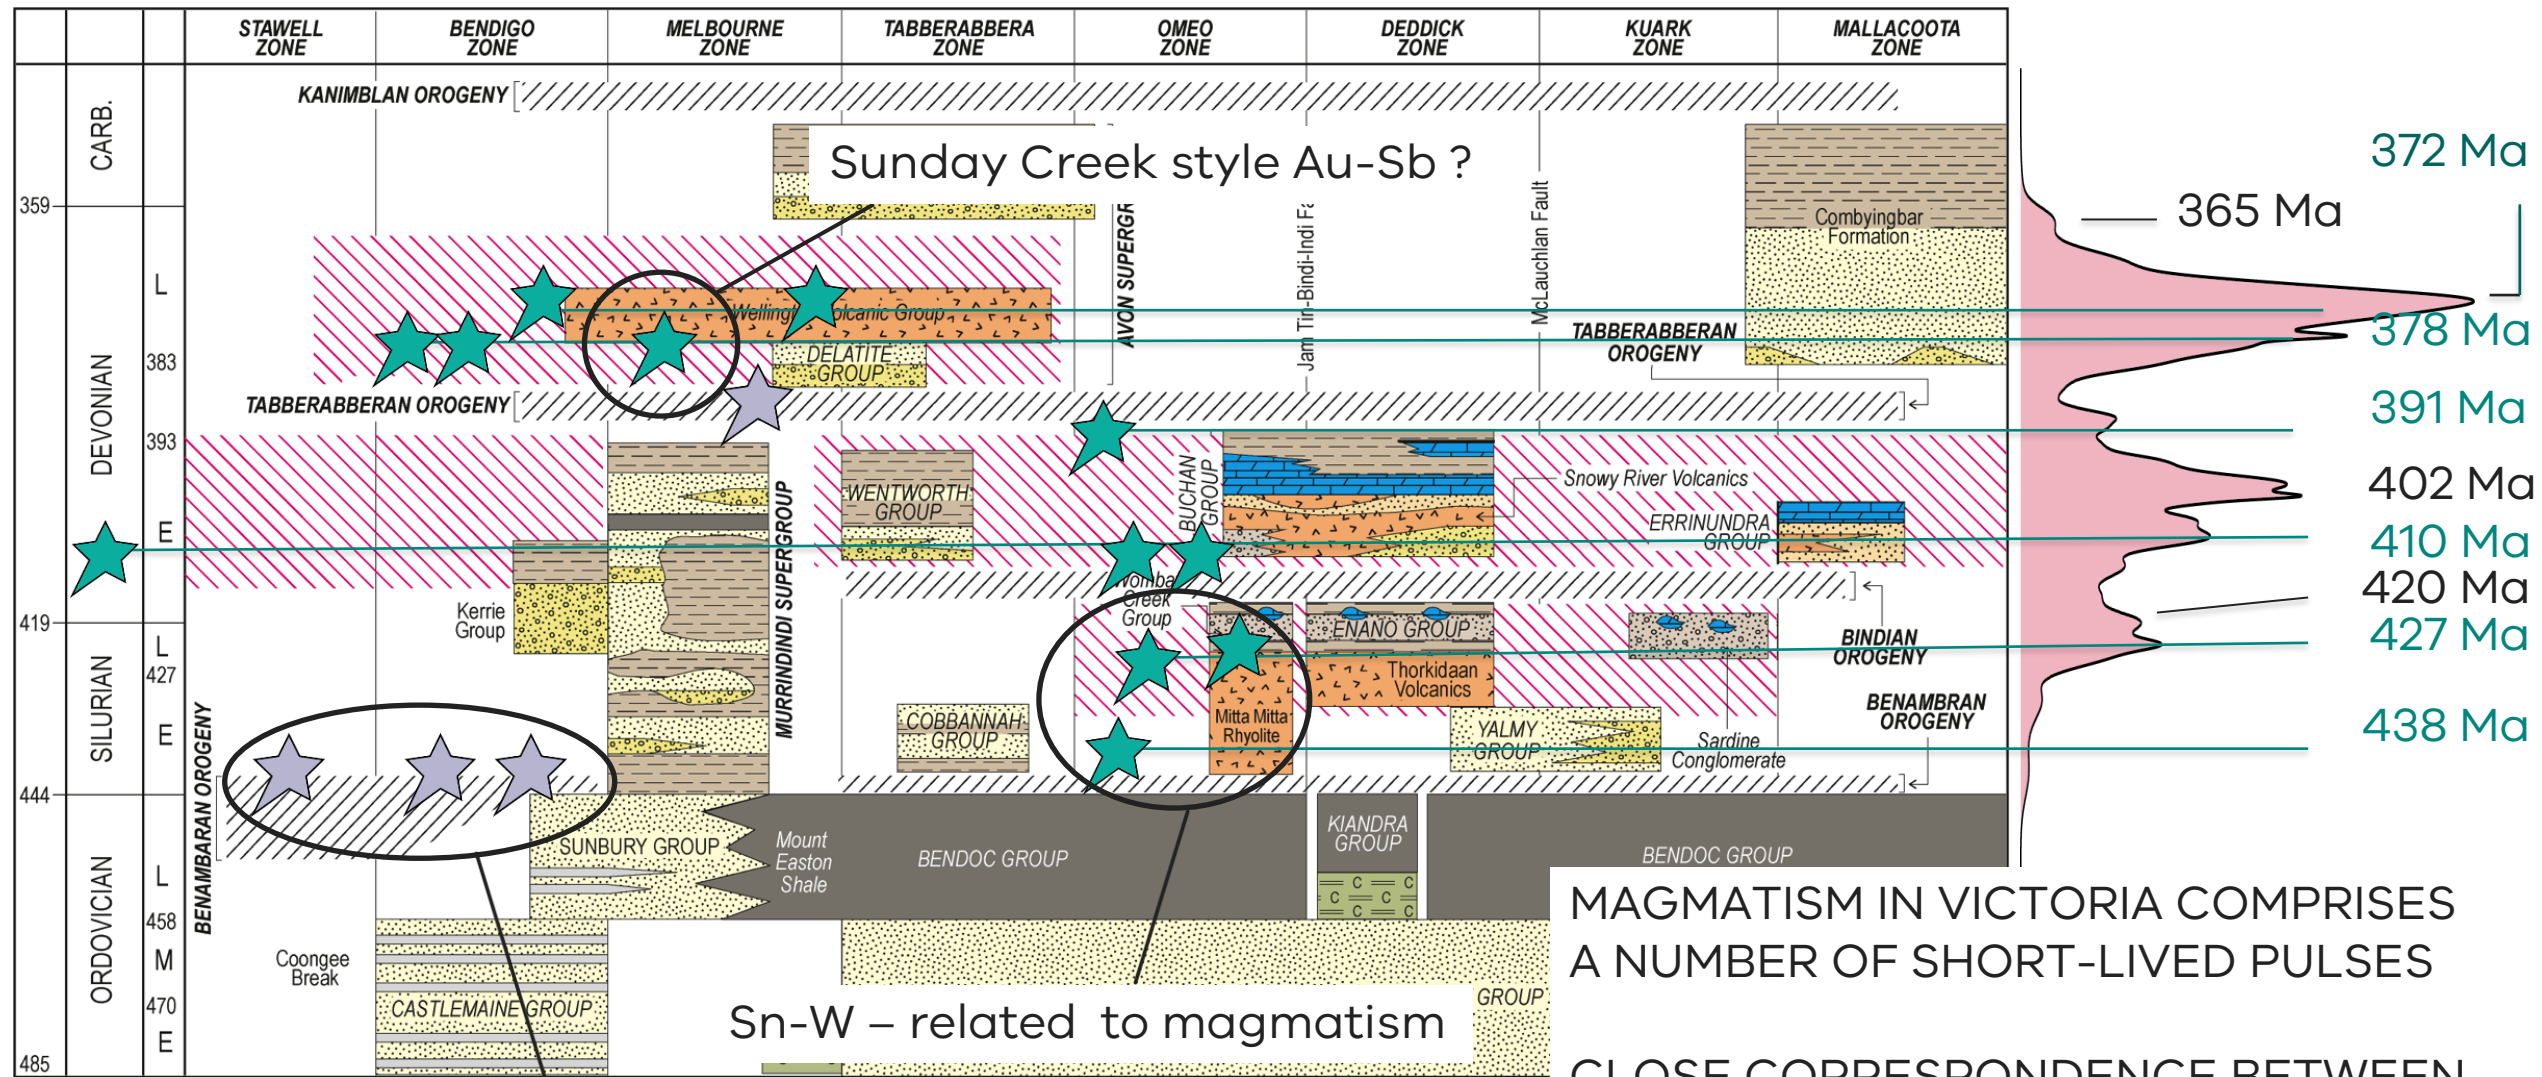 STAWELL
ZONE
BENDIGO
ZONE
MELBOURNE
ZONE
TABBERABBERA
ZONE
OMEO
ZONE
DEDDICK
ZONE
KUARK
ZONE
MALLACOOTA
ZONE
KANIMBLAN OROGENY
CARB.
Sunday Creek style Au-Sb ?
372 Ma
359
365 Ma
Combyingbar
Formation
AVON SUPERGR
Jam Tin-Bindi-Indi Fa
McLauchlan Fault
L
DEVONIAN
TABBERABBERAN
OROGENY
378 Ma
383
DELATITE
GROUP
TABBERABBERAN OROGENY
391 Ma
393
BUCHAN
GROUP
Snowy River Volcanics
402 Ma
WENTWORTH
GROUP
MURRINDINDI SUPERGROUP
E
ERRINUNDRA
GROUP
410 Ma
Creek
Group
420 Ma
Kerrie
Group
419
ENANO GROUP
427 Ma
BINDIAN
OROGENY
L
427
SILURIAN
Thorkidaan
Volcanics
BENAMBRAN
OROGENY
COBBANNAH
GROUP
Mitta Mitta
Rhyolite
YALMY
GROUP
Sardine
Conglomerate
438 Ma
E
BENAMBARAN OROGENY
444
SUNBURY GROUP
Mount
Easton
Shale
BENDOC GROUP
KIANDRA
GROUP
BENDOC GROUP
L
C C
C C C
C C C
458
ORDOVICIAN
M
Coongee
Break
470
CASTLEMAINE GROUP
GROUP
E
485
Sn-W – related to magmatism
MAGMATISM IN VICTORIA COMPRISES
A NUMBER OF SHORT-LIVED PULSES
CLOSE CORRESPONDENCE BETWEEN